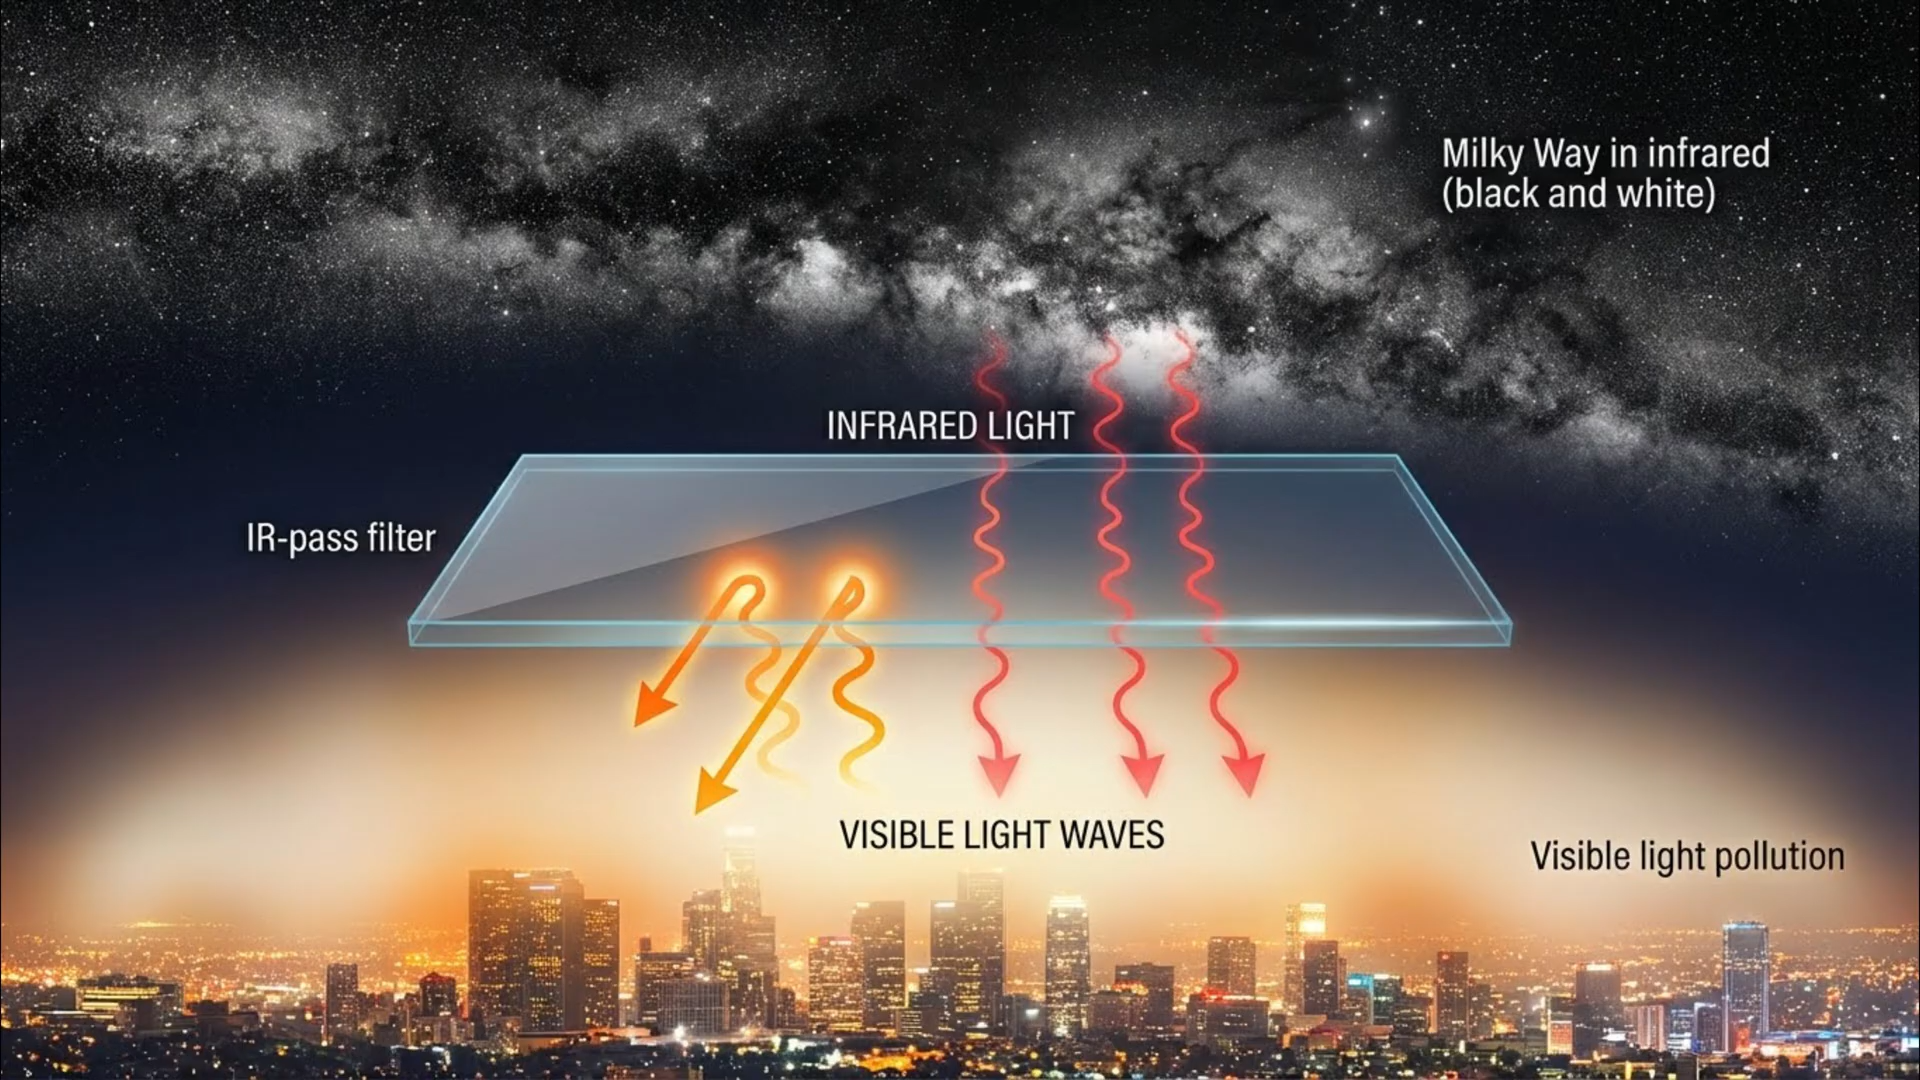 Milky Way in infrared
(black and white)
INFRARED LIGHT
IR-pass filter
VISIBLE LIGHT WAVES
Visible light pollution